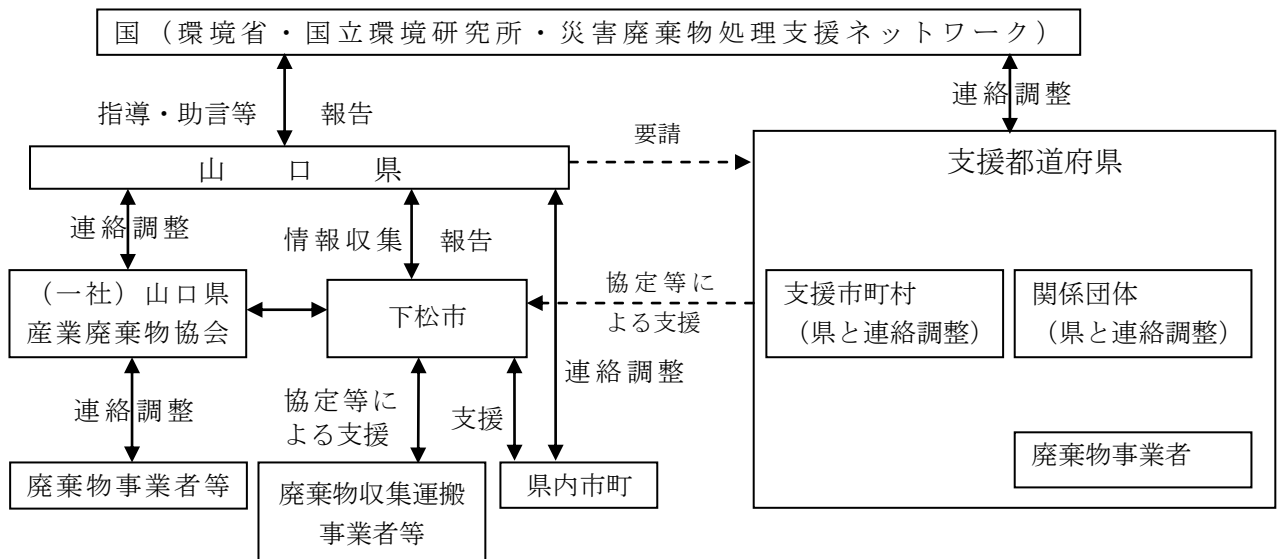 国（環境省・国立環境研究所・災害廃棄物処理支援ネットワーク）
指導・助言等
報告
連絡調整
要請
山口県
支援都道府県
連絡調整
情報収集
報告
（一社）山口県
産業廃棄物協会
下松市
協定等に
よる支援
支援市町村
（県と連絡調整）
関係団体
（県と連絡調整）
連絡調整
連絡調整
協定等に
よる支援
支援
廃棄物事業者
廃棄物事業者等
廃棄物収集運搬
事業者等
県内市町